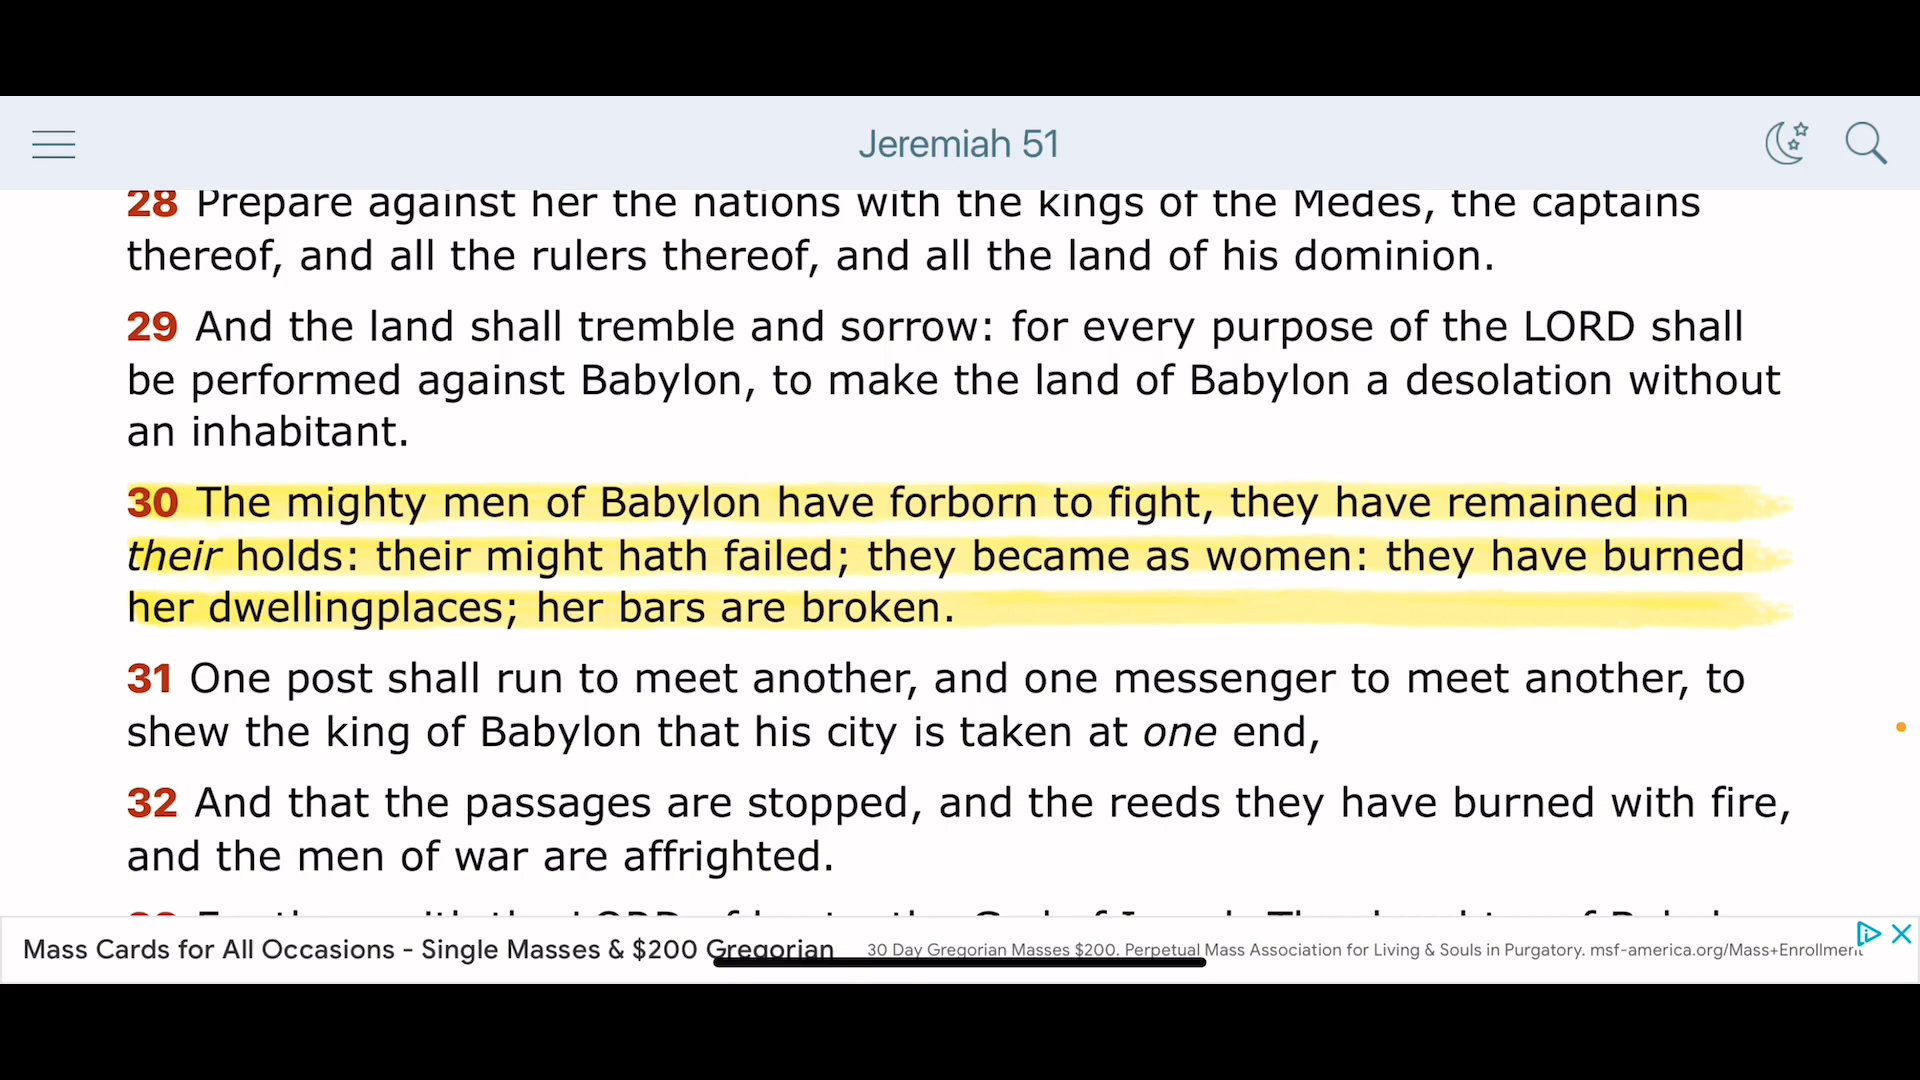 Jeremiah 51
28 Prepare against her the nations with the kings of the Medes, the captains
thereof, and all the rulers thereof, and all the land of his dominion.
29 And the land shall tremble and sorrow: for every purpose of the LORD shall
be performed against Babylon, to make the land of Babylon a desolation without
an inhabitant.
30 The mighty men of Babylon have forborn to fight, they have remained in
their holds: their might hath failed; they became as women: they have burned
her dwellingplaces; her bars are broken.
31 One post shall run to meet another, and one messenger to meet another, to
shew the king of Babylon that his city is taken at one end,
32 And that the passages are stopped, and the reeds they have burned with fire,
and the men of war are affrighted.
Mass Cards for All Occasions - Single Masses & $200 Gregorian
30 Day Gregorian Masses $200. Perpetual Mass Association for Living & Souls in Purgatory. msf-america.org/Mass+Enrollment